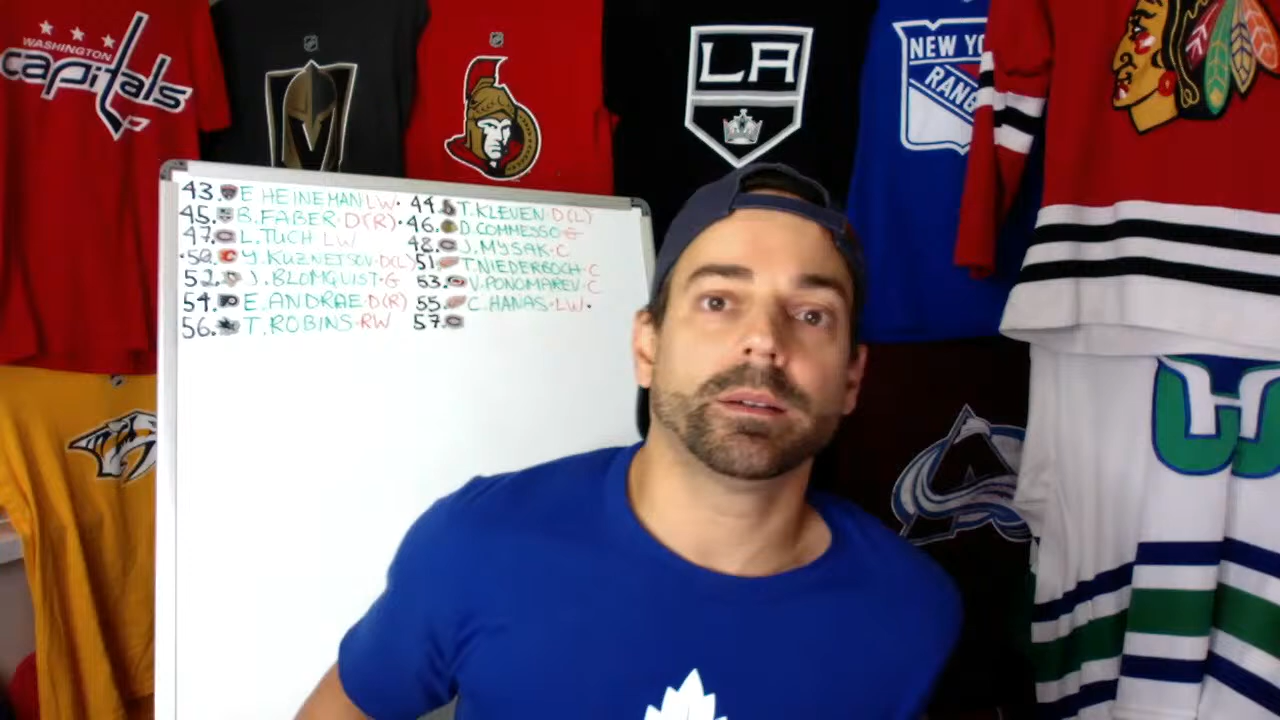 WASHINGTON
capitals
LA
NEW YO
RANG
43. E HEINEMAN LW. 44. T. KLEVEN D(L)
45. B. FABER D(R). 46. D. COMMESSO G
47. L. TUCH LW 48. J. MYSAK C
50. Y. KUZNETSOV D(L) 51. T. NIEDERBOCH C
52. J. BLOMQUIST G 53. V. PONOMAREV C
54. E. ANDRAE D(R) 55. C. HANAS LW.
56. T. ROBINS RW 57.